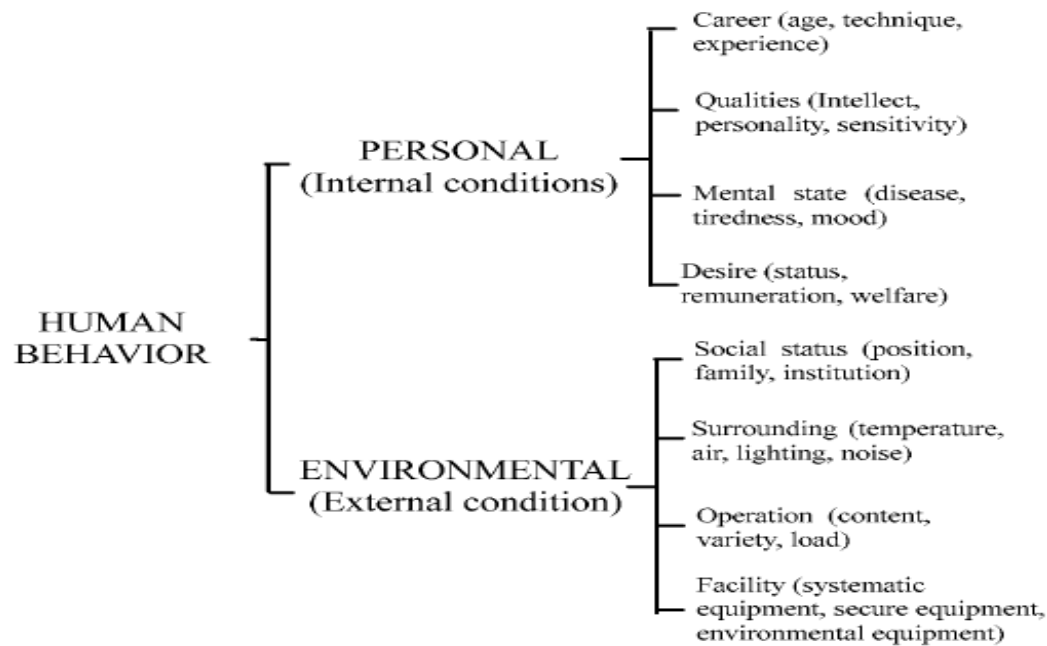 HUMAN
BEHAVIOR
PERSONAL
(Internal conditions)
Career (age, technique,
experience)
Qualities (Intellect,
personality, sensitivity)
Mental state (disease,
tiredness, mood)
Desire (status,
remuneration, welfare)
ENVIRONMENTAL
(External condition)
Social status (position,
family, institution)
Surrounding (temperature,
air, lighting, noise)
Operation (content,
variety, load)
Facility (systematic
equipment, secure equipment,
environmental equipment)